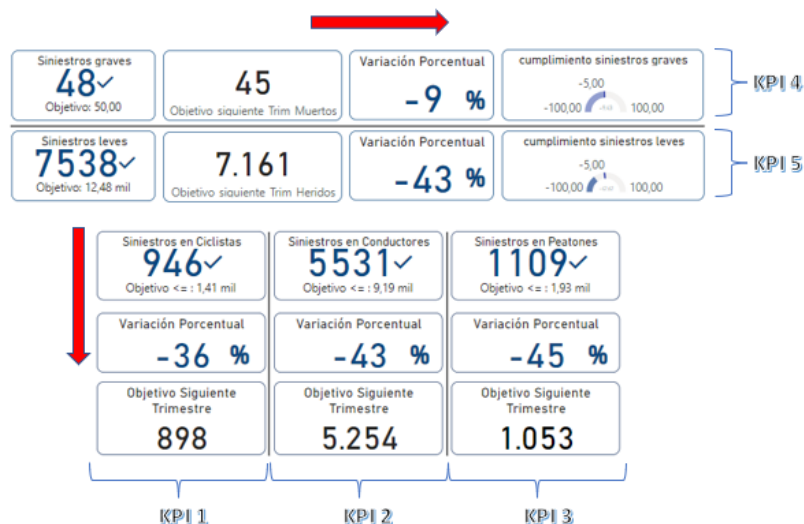 Siniestros graves
48✓
Objetivo: 50,00
45
Objetivo siguiente Trim Muertos
Variación Porcentual
-9 %
cumplimiento siniestros graves
-5,00
-100,00 100,00
KPI 4
Siniestros leves
7538✓
Objetivo: 12,48 mil
7.161
Objetivo siguiente Trim Heridos
Variación Porcentual
-43 %
cumplimiento siniestros leves
-5,00
-100,00 100,00
KPI 5
Siniestros en Ciclistas
946✓
Objetivo <= : 1,41 mil
Siniestros en Conductores
5531✓
Objetivo <= : 9,19 mil
Siniestros en Peatones
1109✓
Objetivo <= : 1,93 mil
Variación Porcentual
-36 %
Variación Porcentual
-43 %
Variación Porcentual
-45 %
Objetivo Siguiente
Trimestre
898
Objetivo Siguiente
Trimestre
5.254
Objetivo Siguiente
Trimestre
1.053
KPI 1
KPI 2
KPI 3